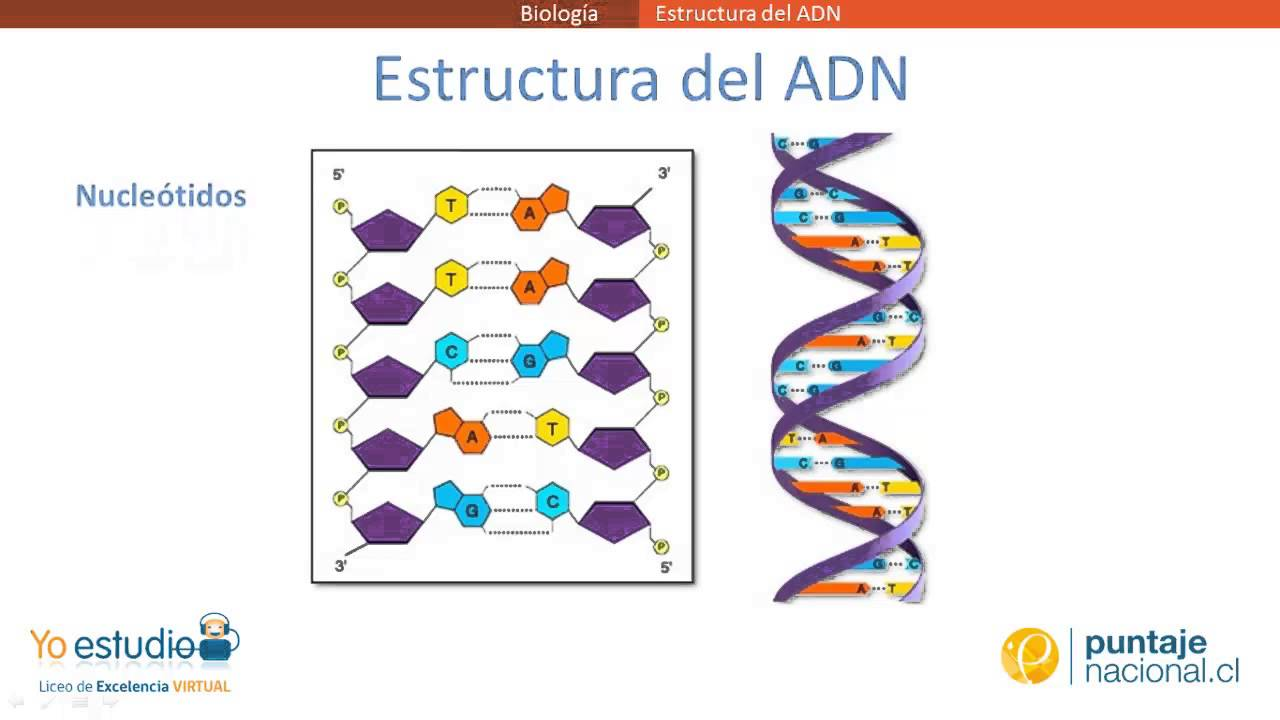 Biología Estructura del ADN
Estructura del ADN
Nucleótidos
5' 3'
P T A
P
P T A
P
P C G
P
P A T
P
P G C
P
3' 5'
C G
G C
C G
A T
A T
G C
A T
C G
C G
T A
C G
A T
A T
G C
A T
Yo estudio
Liceo de Excelencia VIRTUAL
puntaje
nacional.cl